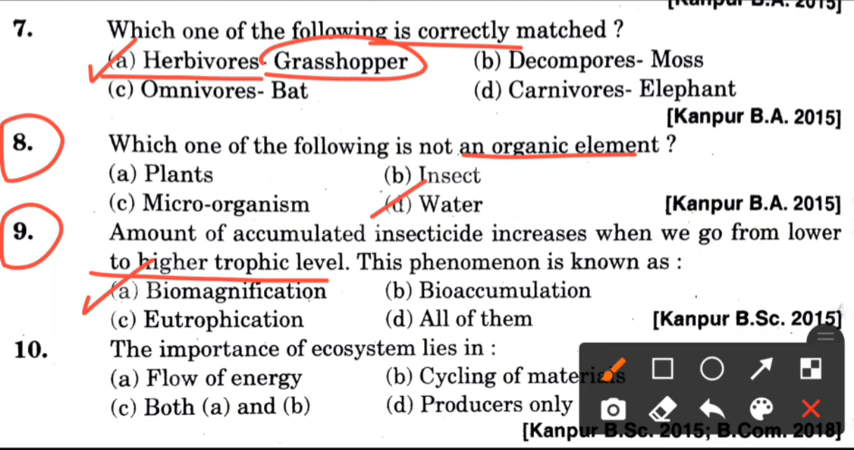 [Kanpur B.A. 2015]
7. Which one of the following is correctly matched ?
(a) Herbivores- Grasshopper (b) Decompores- Moss
(c) Omnivores- Bat (d) Carnivores- Elephant
[Kanpur B.A. 2015]
8. Which one of the following is not an organic element ?
(a) Plants (b) Insect
(c) Micro-organism (d) Water [Kanpur B.A. 2015]
9. Amount of accumulated insecticide increases when we go from lower
to higher trophic level. This phenomenon is known as :
(a) Biomagnification (b) Bioaccumulation
(c) Eutrophication (d) All of them [Kanpur B.Sc. 2015]
10. The importance of ecosystem lies in :
(a) Flow of energy (b) Cycling of materials
(c) Both (a) and (b) (d) Producers only
[Kanpur B.Sc. 2015; B.Com. 2018]